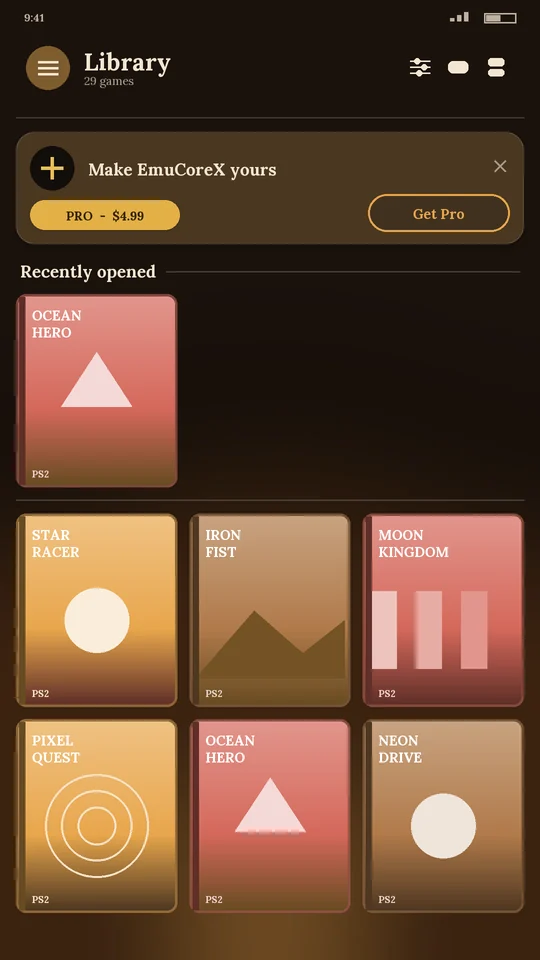 9:41
Library
29 games
Make EmuCoreX yours
PRO - $4.99
Get Pro
Recently opened
OCEAN
HERO
PS2
STAR
RACER
PS2
IRON
FIST
PS2
MOON
KINGDOM
PS2
PIXEL
QUEST
PS2
OCEAN
HERO
PS2
NEON
DRIVE
PS2